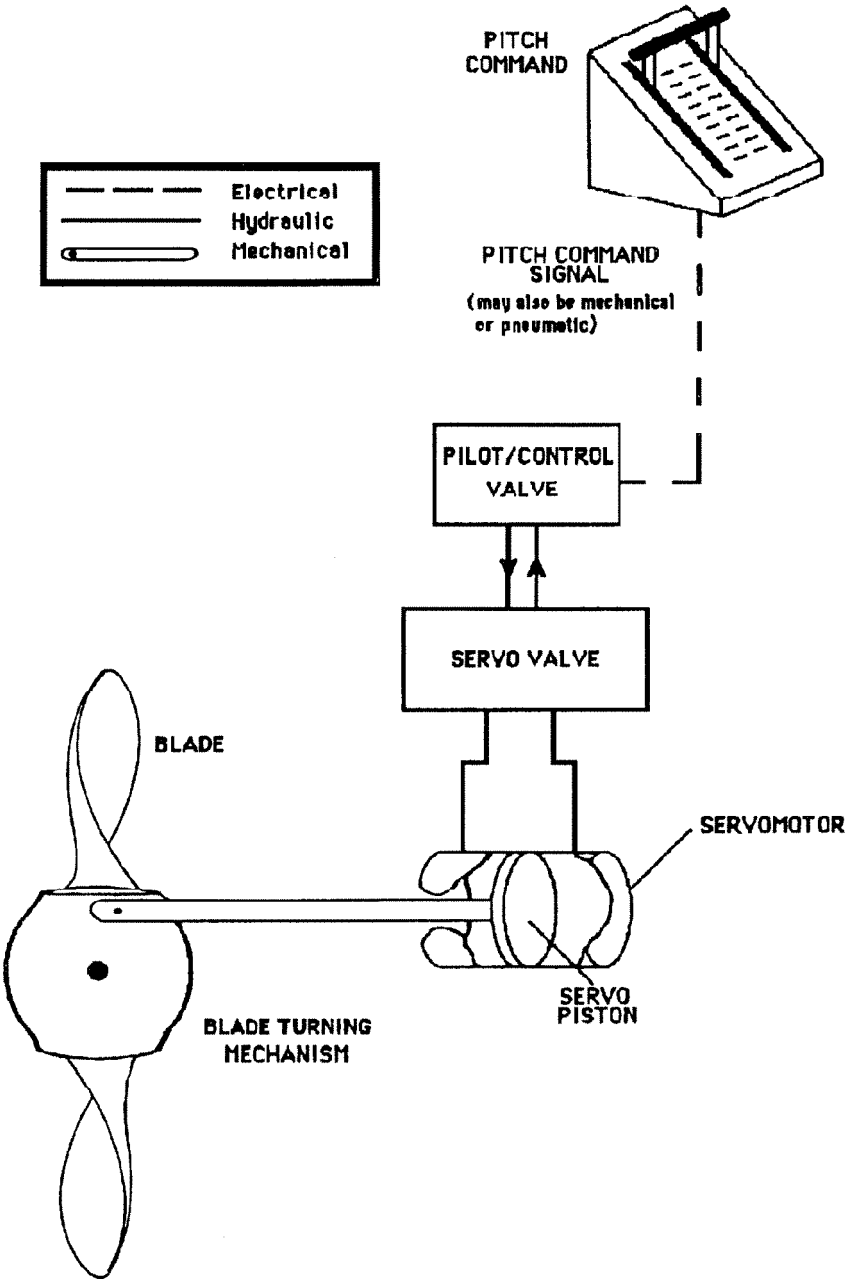 PITCH
COMMAND
Electrical
Hydraulic
Mechanical
PITCH COMMAND
SIGNAL
(may also be mechanical
or pneumatic)
PILOT/CONTROL
VALVE
SERVO VALVE
BLADE
SERVOMOTOR
SERVO
PISTON
BLADE TURNING
MECHANISM